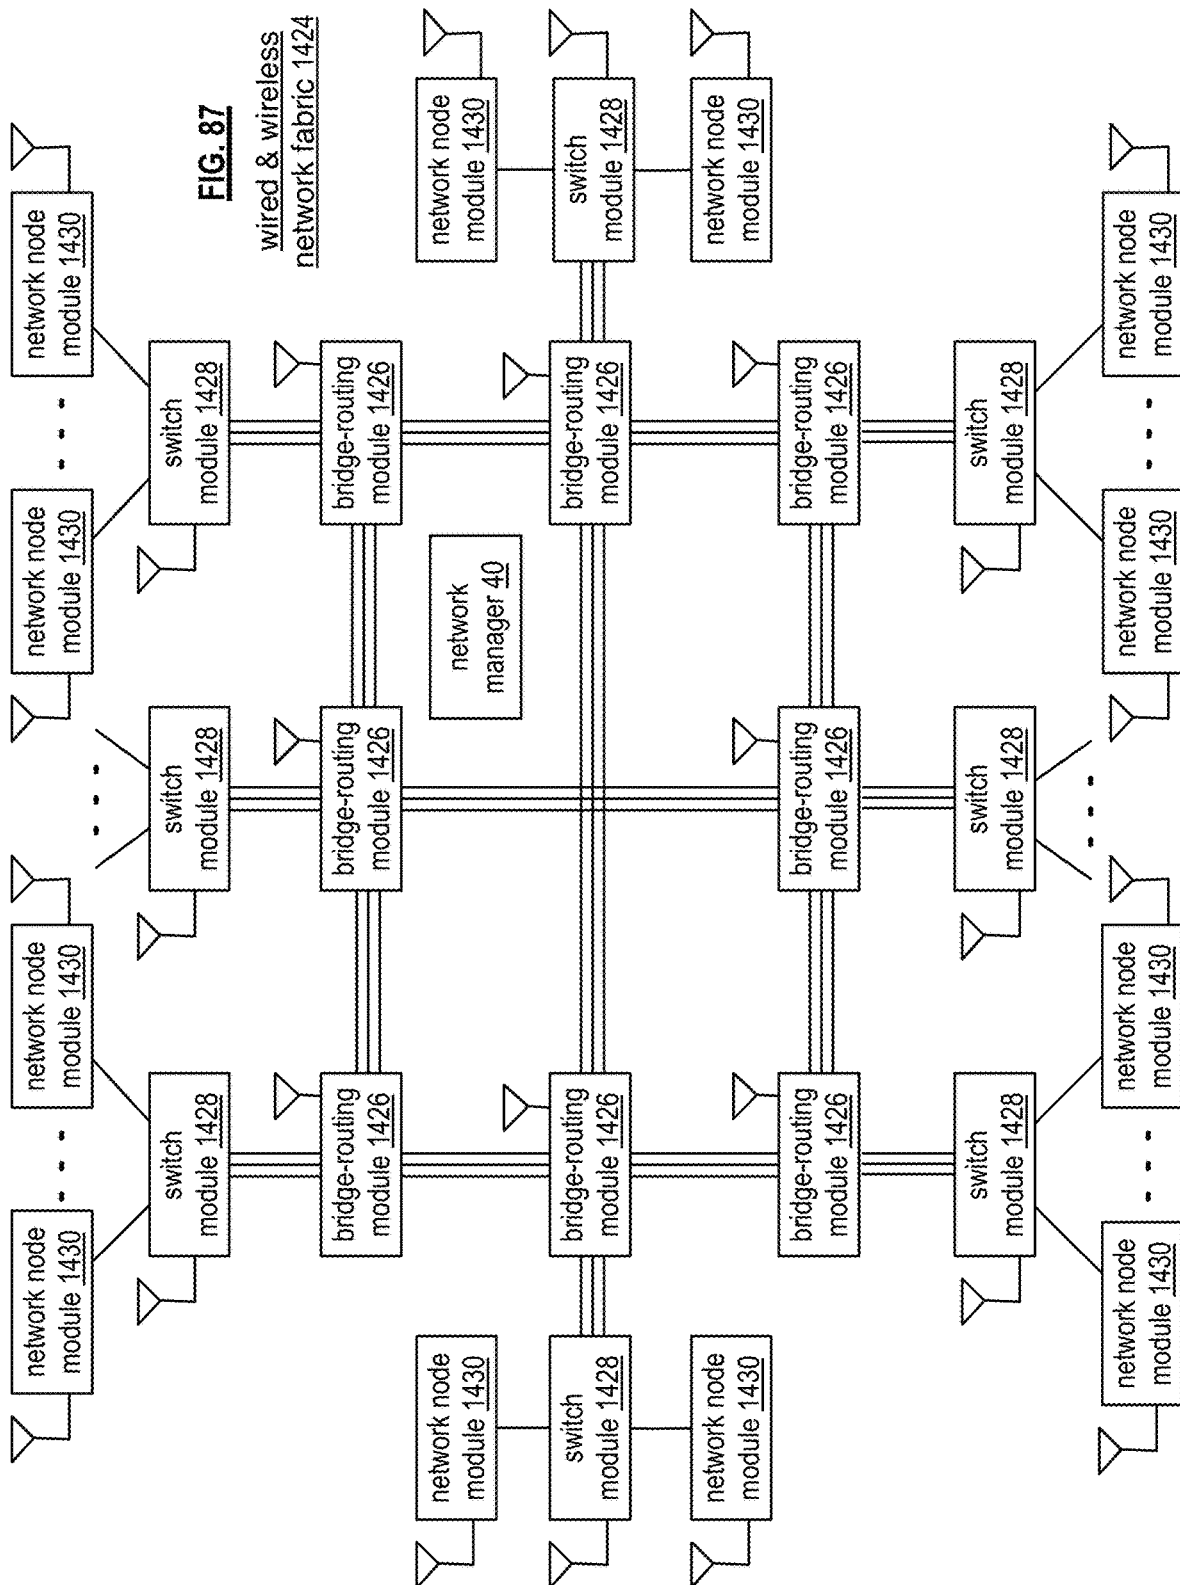 network node
module 1430
network node
module 1430
network node
module 1430
network node
module 1430
switch
module 1428
switch
module 1428
switch
module 1428
FIG. 87
wired & wireless
network fabric 1424
bridge-routing
module 1426
bridge-routing
module 1426
bridge-routing
module 1426
network node
module 1430
network
manager 40
network node
module 1430
switch
module 1428
bridge-routing
module 1426
bridge-routing
module 1426
switch
module 1428
network node
module 1430
network node
module 1430
bridge-routing
module 1426
bridge-routing
module 1426
bridge-routing
module 1426
switch
module 1428
switch
module 1428
switch
module 1428
network node
module 1430
network node
module 1430
network node
module 1430
network node
module 1430